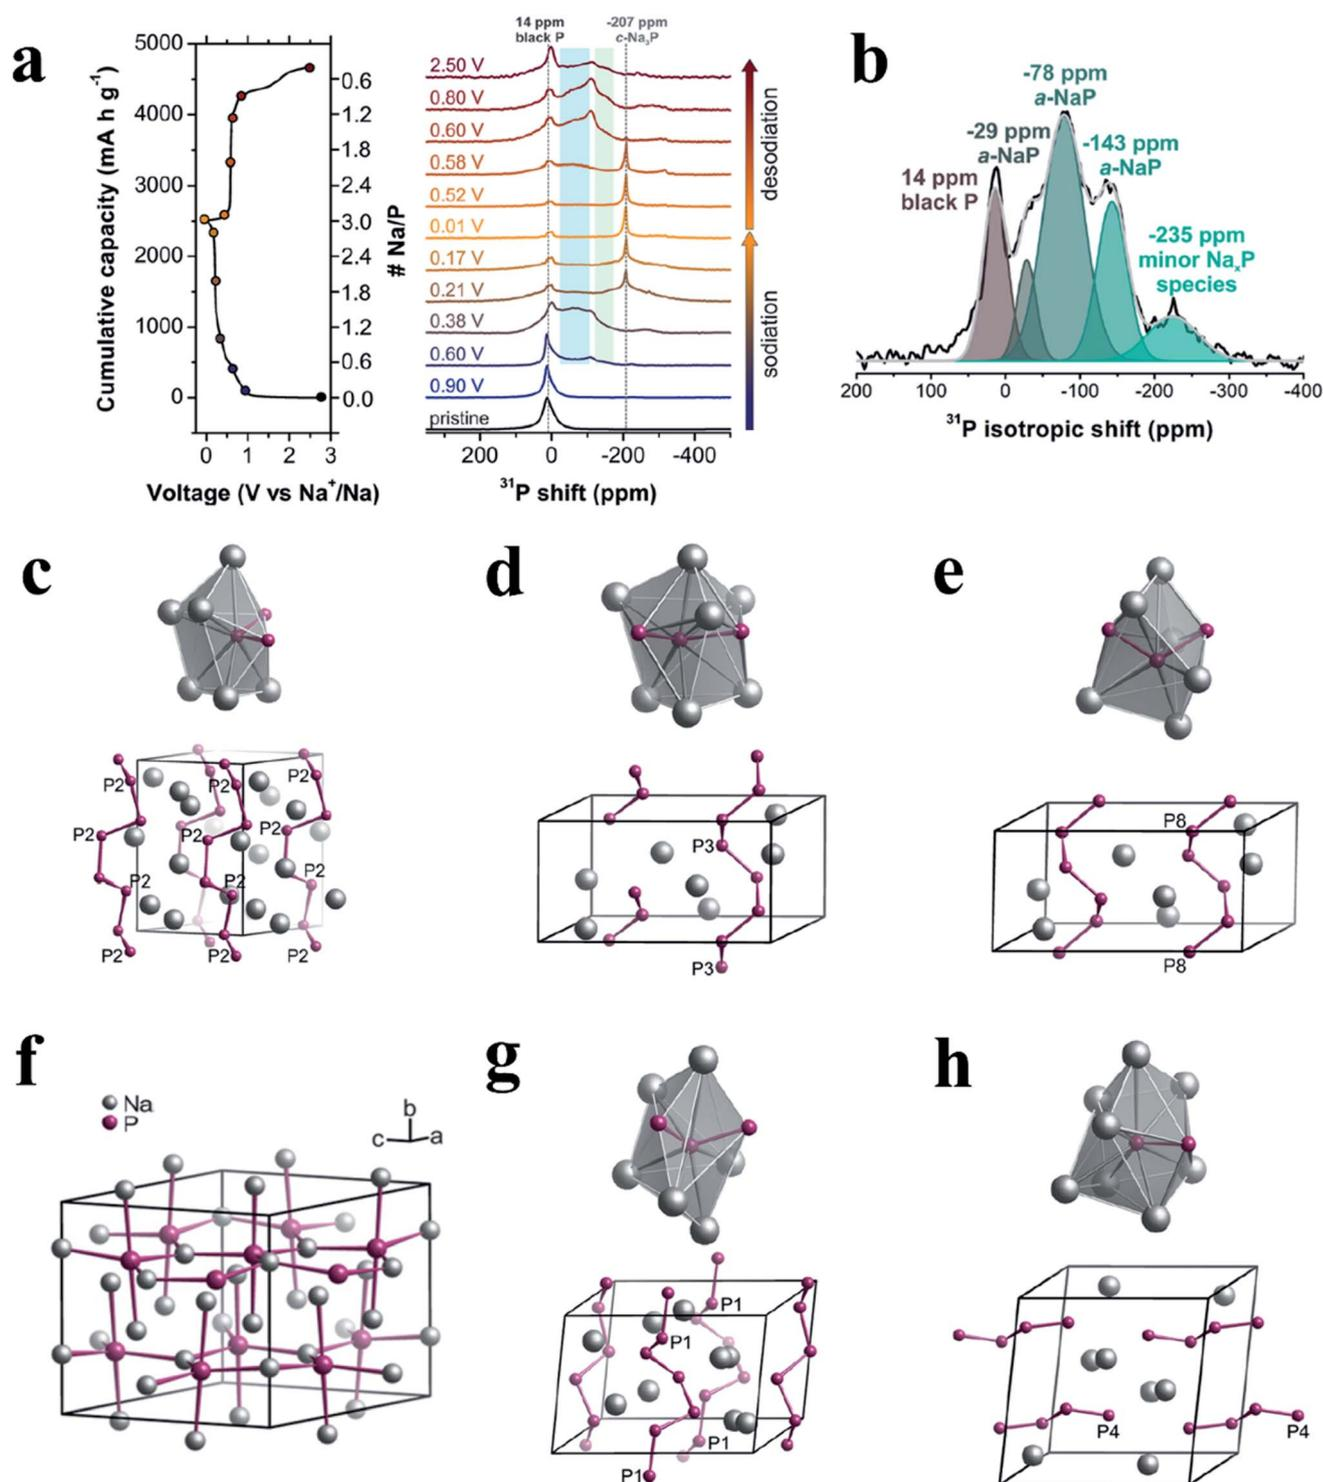 a
5000
4000
3000
2000
1000
0
0.6
1.2
1.8
2.4
3.0
2.4
1.8
1.2
0.6
0.0
Cumulative capacity (mA h g⁻¹)
# Na/P
0 1 2 3
Voltage (V vs Na⁺/Na)
14 ppm
black P
-207 ppm
c-Na₃P
2.50 V
0.80 V
0.60 V
0.58 V
0.52 V
0.01 V
0.17 V
0.21 V
0.38 V
0.60 V
0.90 V
pristine
desodiation
sodiation
200 0 -200 -400
³¹P shift (ppm)
b
-78 ppm
a-NaP
-29 ppm
a-NaP
-143 ppm
a-NaP
14 ppm
black P
-235 ppm
minor NaₓP
species
200 100 0 -100 -200 -300 -400
³¹P isotropic shift (ppm)
c
P2 P2 P2
P2 P2 P2
P2 P2 P2
P2 P2 P2
d
P3
P3
e
P8
P8
f
Na
P
b
c a
g
P1
P1
P1
P1
h
P4 P4